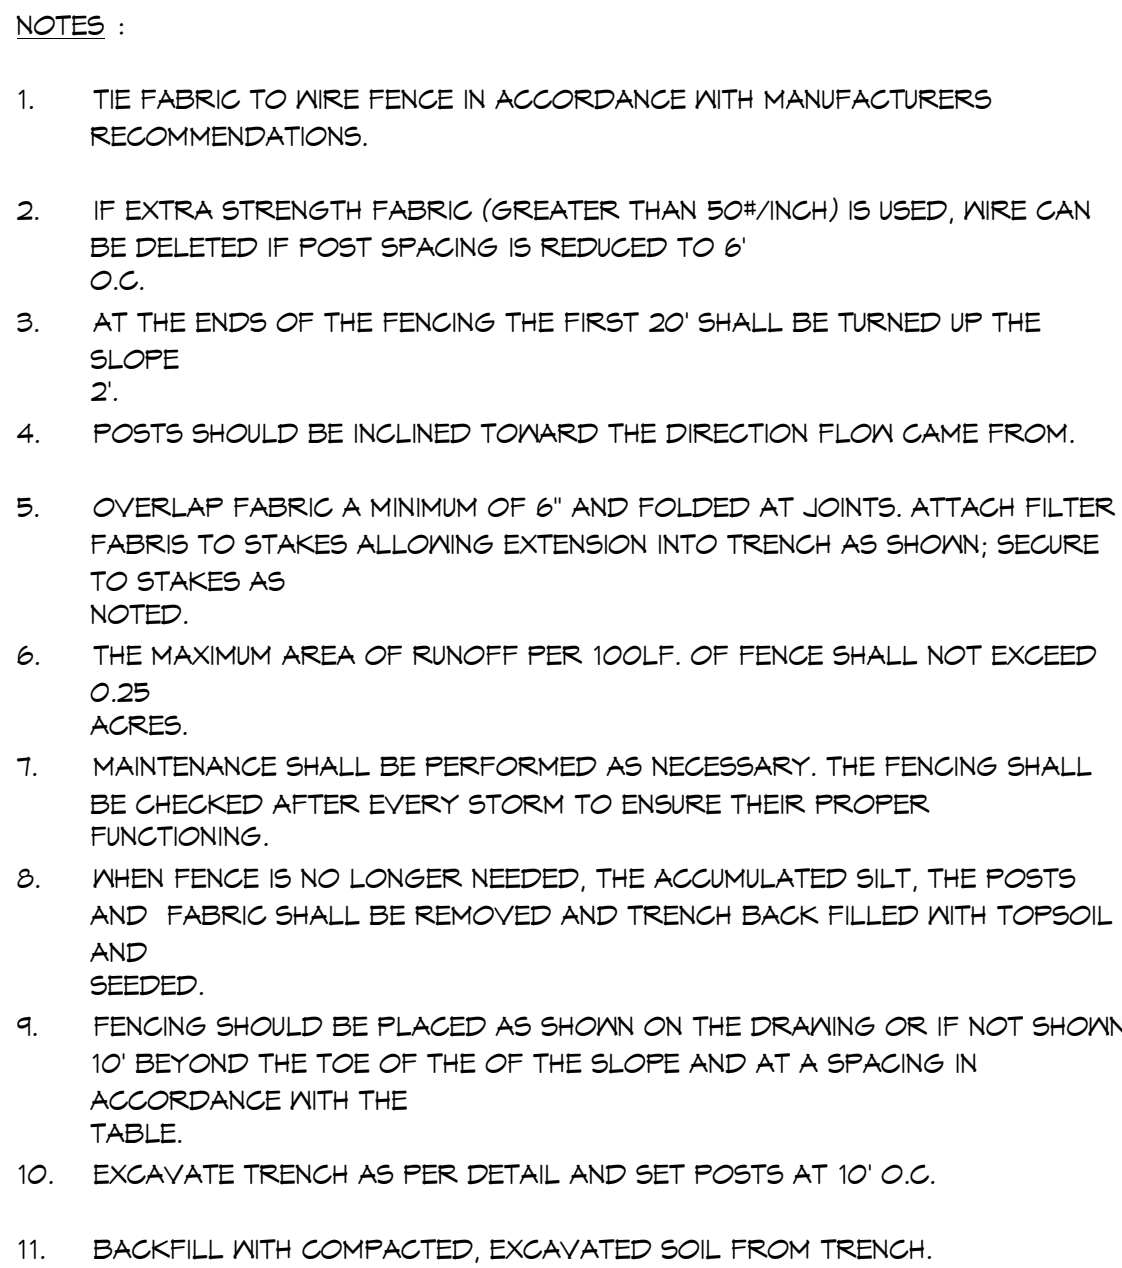 NOTES :
1. TIE FABRIC TO WIRE FENCE IN ACCORDANCE WITH MANUFACTURERS
RECOMMENDATIONS.
2. IF EXTRA STRENGTH FABRIC (GREATER THAN 50#/INCH) IS USED, WIRE CAN
BE DELETED IF POST SPACING IS REDUCED TO 6'
O.C.
3. AT THE ENDS OF THE FENCING THE FIRST 20' SHALL BE TURNED UP THE
SLOPE
2'.
4. POSTS SHOULD BE INCLINED TOWARD THE DIRECTION FLOW CAME FROM.
5. OVERLAP FABRIC A MINIMUM OF 6" AND FOLDED AT JOINTS. ATTACH FILTER
FABRIS TO STAKES ALLOWING EXTENSION INTO TRENCH AS SHOWN; SECURE
TO STAKES AS
NOTED.
6. THE MAXIMUM AREA OF RUNOFF PER 100LF. OF FENCE SHALL NOT EXCEED
0.25
ACRES.
7. MAINTENANCE SHALL BE PERFORMED AS NECESSARY. THE FENCING SHALL
BE CHECKED AFTER EVERY STORM TO ENSURE THEIR PROPER
FUNCTIONING.
8. WHEN FENCE IS NO LONGER NEEDED, THE ACCUMULATED SILT, THE POSTS
AND FABRIC SHALL BE REMOVED AND TRENCH BACK FILLED WITH TOPSOIL
AND
SEEDED.
9. FENCING SHOULD BE PLACED AS SHOWN ON THE DRAWING OR IF NOT SHOWN
10' BEYOND THE TOE OF THE OF THE SLOPE AND AT A SPACING IN
ACCORDANCE WITH THE
TABLE.
10. EXCAVATE TRENCH AS PER DETAIL AND SET POSTS AT 10' O.C.
11. BACKFILL WITH COMPACTED, EXCAVATED SOIL FROM TRENCH.